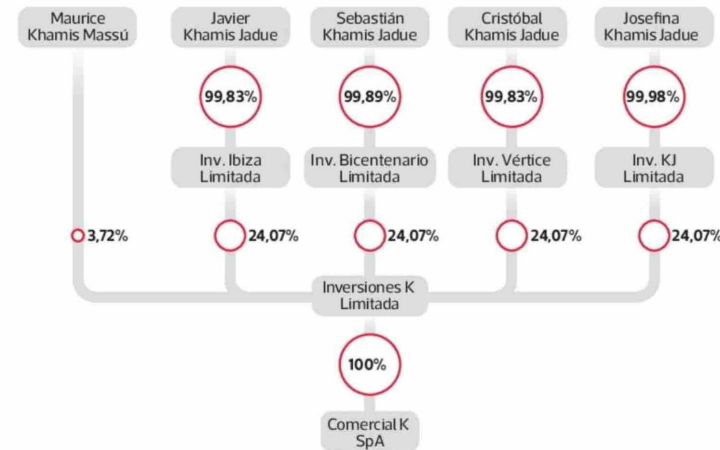 Maurice
Khamis Massú
Javier
Khamis Jadue
Sebastián
Khamis Jadue
Cristóbal
Khamis Jadue
Josefina
Khamis Jadue
99,83%
99,89%
99,83%
99,98%
Inv. Ibiza
Limitada
Inv. Bicentenario
Limitada
Inv. Vértice
Limitada
Inv. KJ
Limitada
3,72%
24,07%
24,07%
24,07%
24,07%
Inversiones K
Limitada
100%
Comercial K
SpA